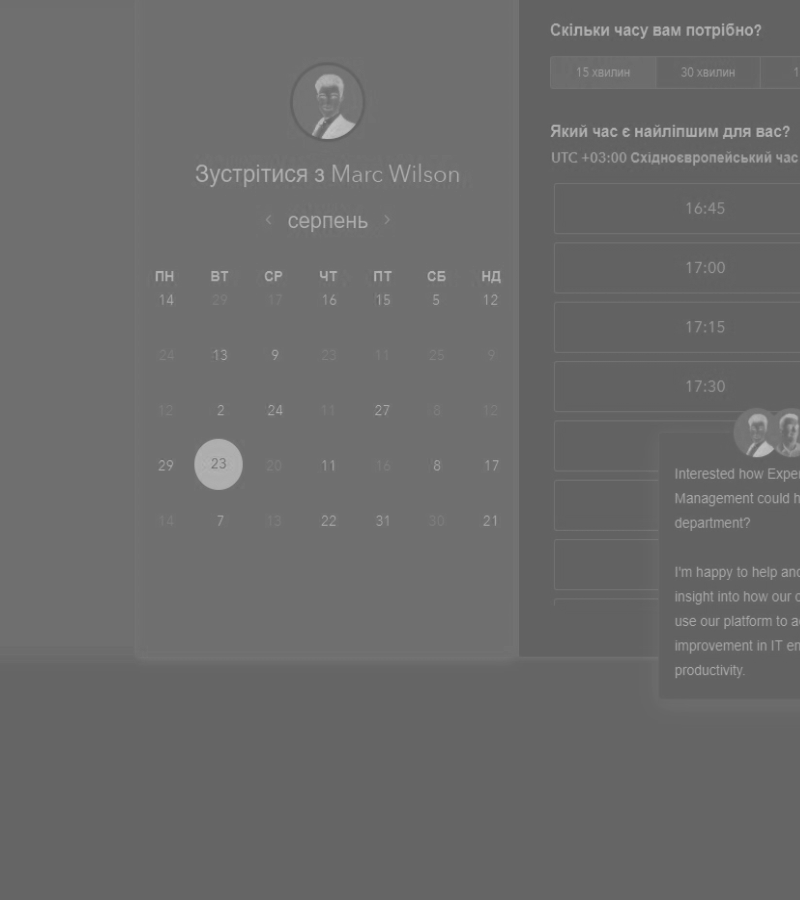 Зустрітися з Marc Wilson
серпень
ПН ВТ СР ЧТ ПТ СБ НД
14 29 17 16 15 5 12
24 13 9 23 11 25 9
12 2 24 11 27 8 12
29 23 20 11 16 8 17
14 7 13 22 31 30 21
Скільки часу вам потрібно?
15 хвилин 30 хвилин 1
Який час є найліпшим для вас?
UTC +03:00 Східноєвропейський час
16:45
17:00
17:15
17:30
Interested how Exper
Management could h
department?
I'm happy to help and
insight into how our c
use our platform to a
improvement in IT en
productivity.